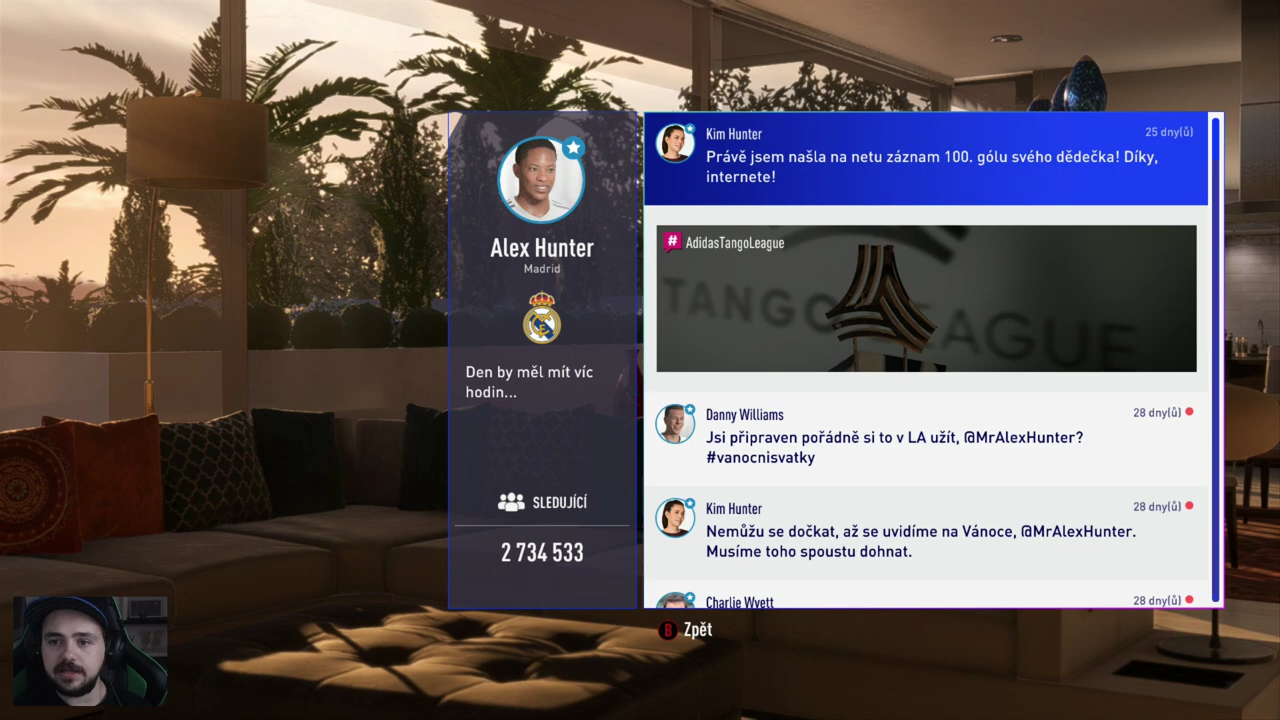 Alex Hunter
Madrid
Den by měl mít víc
hodin...
SLEDUJÍCÍ
2 734 533
Kim Hunter
25 dny(ů)
Právě jsem našla na netu záznam 100. gólu svého dědečka! Díky,
internete!
# AdidasTangoLeague
TANGO LEAGUE
Danny Williams
28 dny(ů)
Jsi připraven pořádně si to v LA užít, @MrAlexHunter?
#vanocnisvatky
Kim Hunter
28 dny(ů)
Nemůžu se dočkat, až se uvidíme na Vánoce, @MrAlexHunter.
Musíme toho spoustu dohnat.
Charlie Wyett
28 dny(ů)
B Zpět